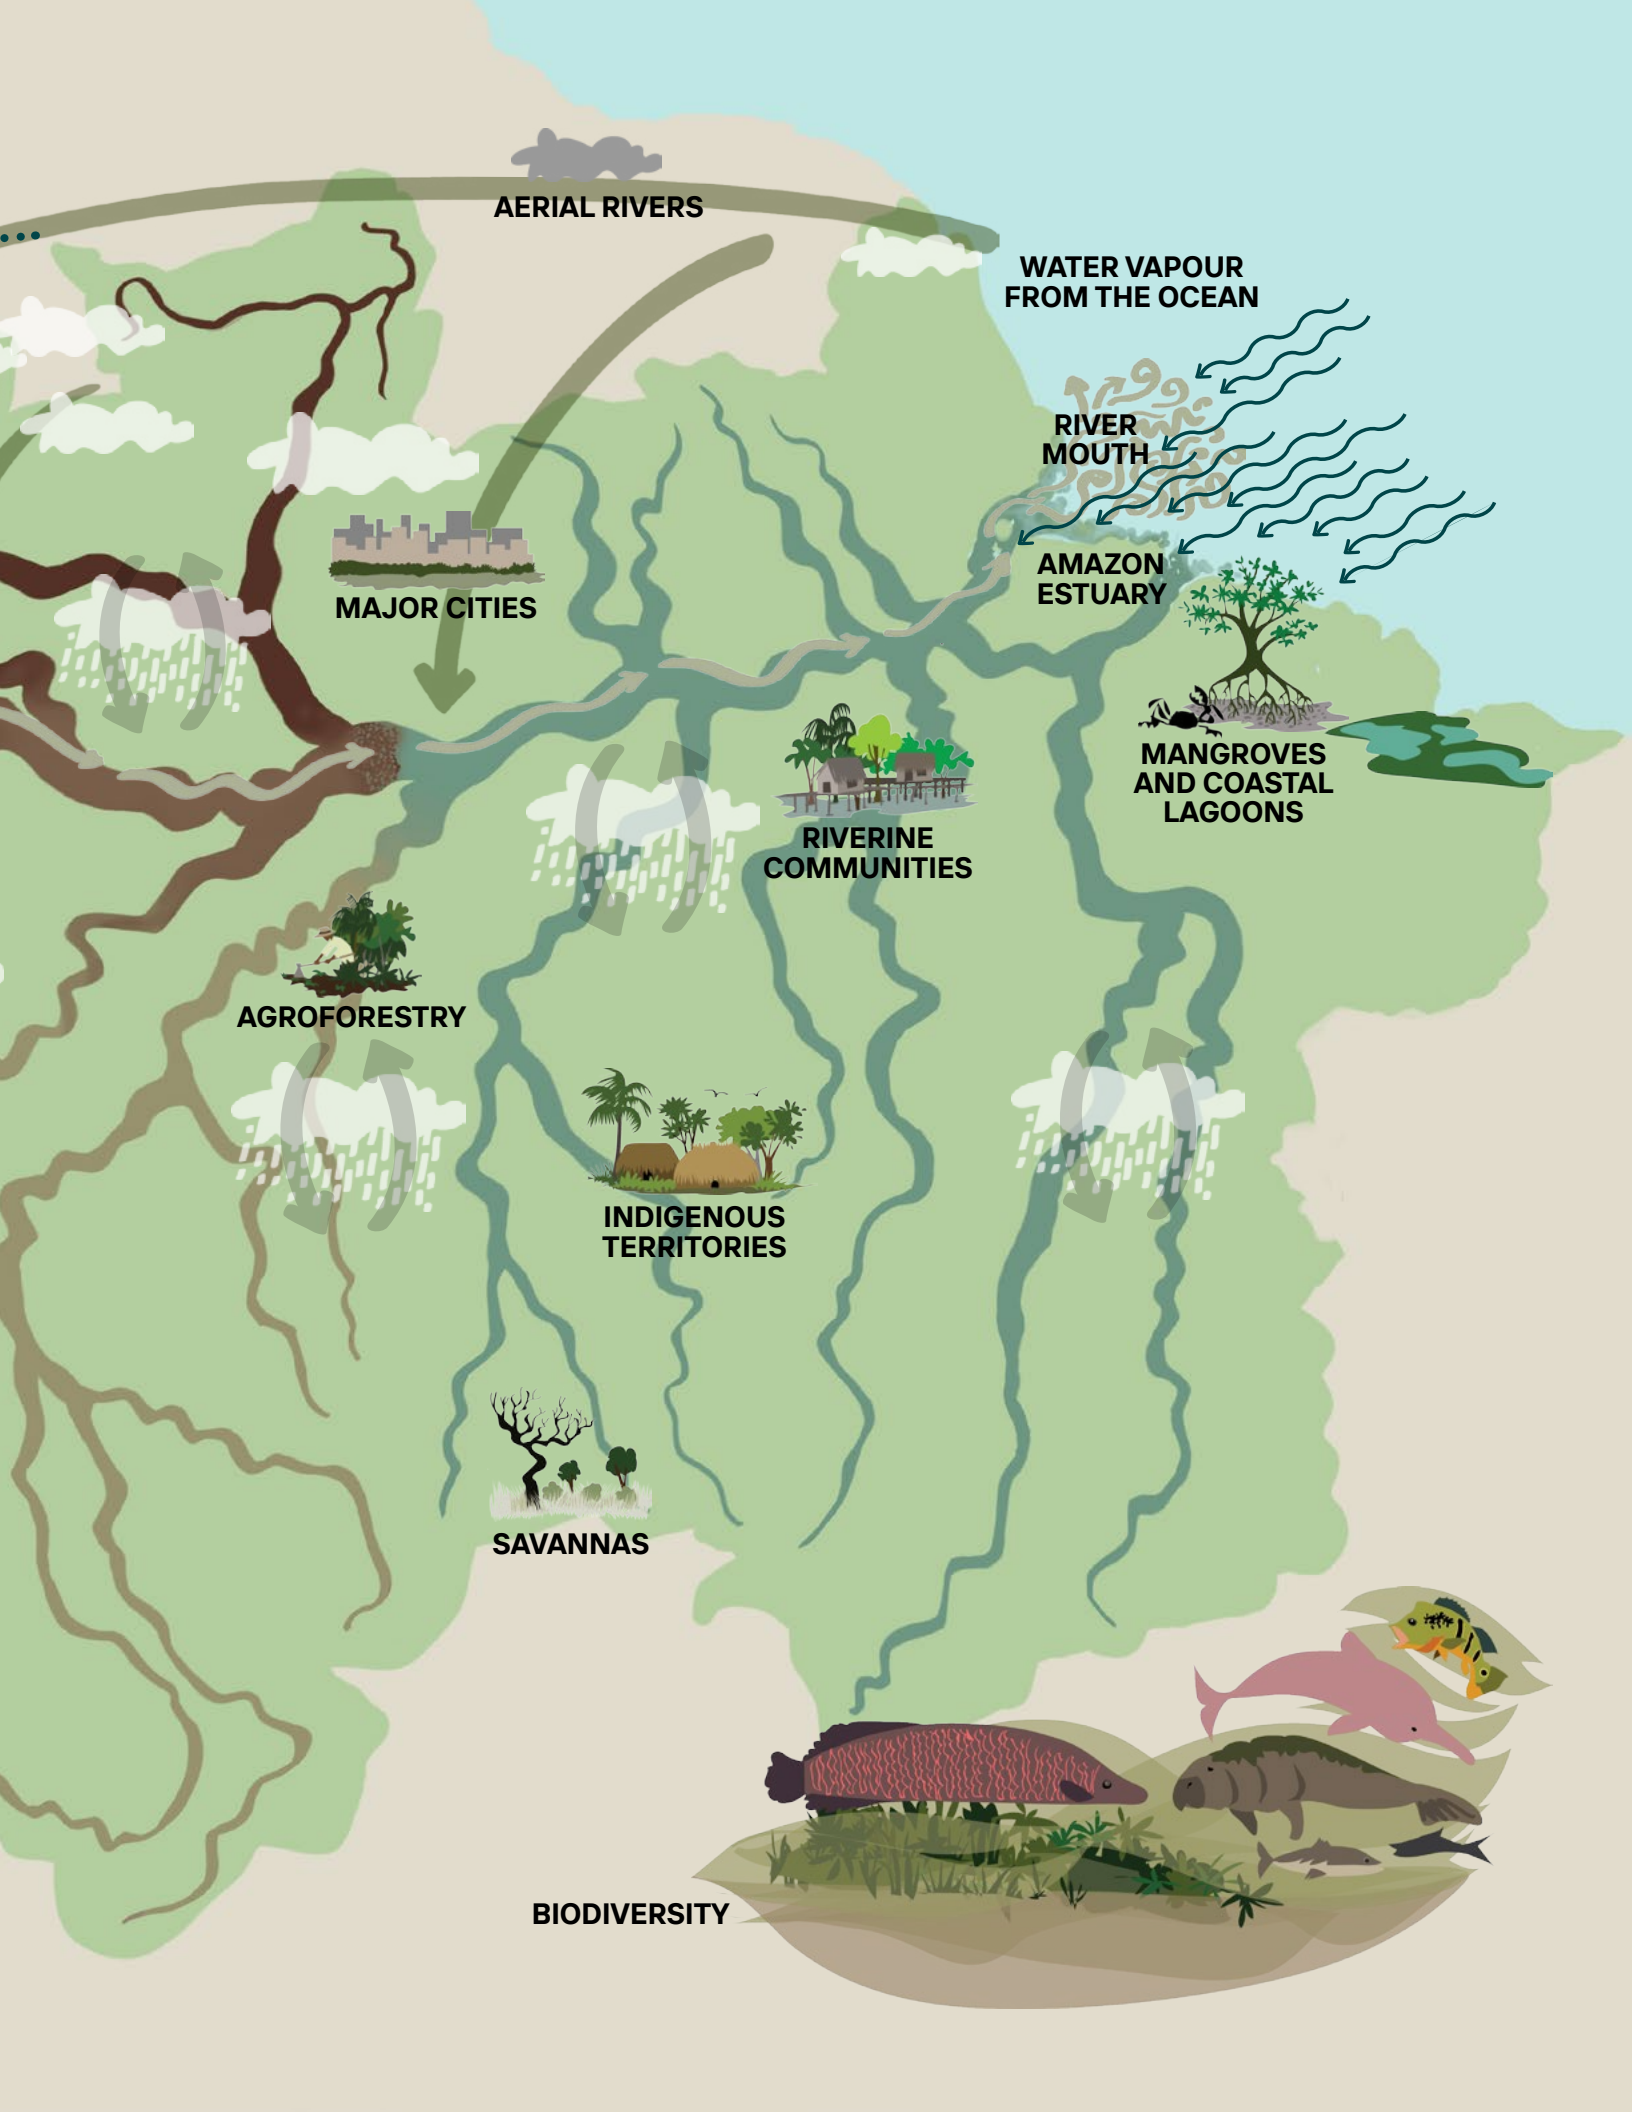 AERIAL RIVERS
WATER VAPOUR
FROM THE OCEAN
RIVER
MOUTH
AMAZON
ESTUARY
MAJOR CITIES
MANGROVES
AND COASTAL
LAGOONS
RIVERINE
COMMUNITIES
AGROFORESTRY
INDIGENOUS
TERRITORIES
SAVANNAS
BIODIVERSITY